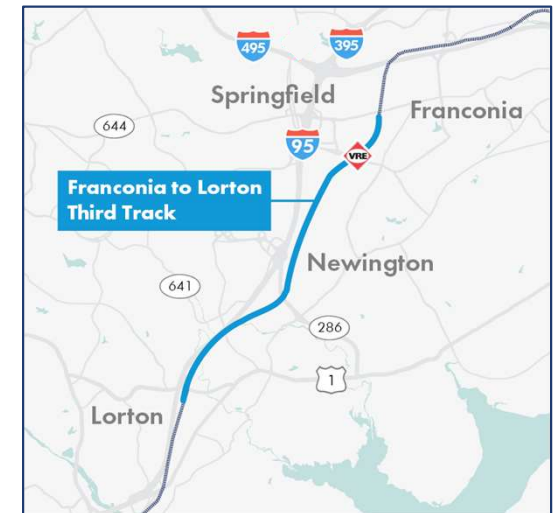 495
395
Springfield
Franconia
644
95
VRE
Franconia to Lorton
Third Track
Newington
641
286
1
Lorton